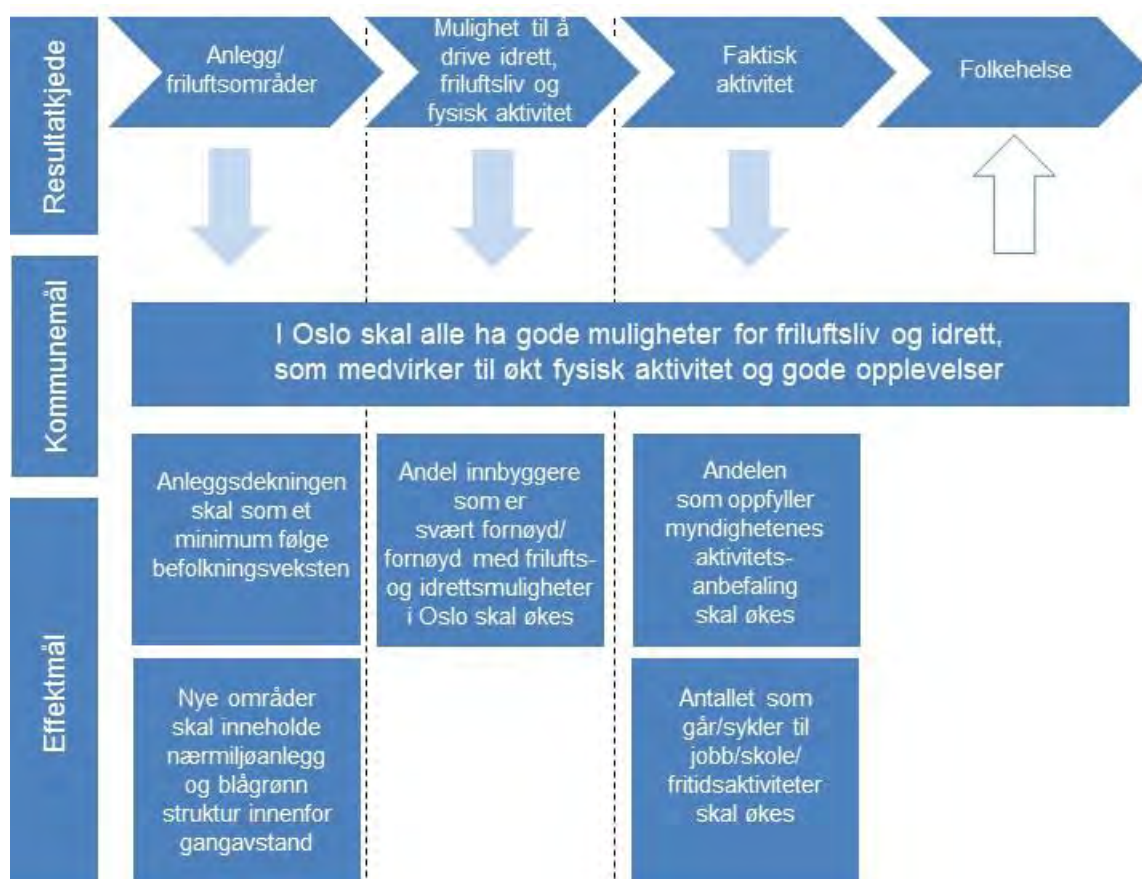 Resultatkjede
Anlegg/
friluftsområder
Mulighet til å
drive idrett,
friluftsliv og
fysisk aktivitet
Faktisk
aktivitet
Folkehelse
Kommunemål
I Oslo skal alle ha gode muligheter for friluftsliv og idrett,
som medvirker til økt fysisk aktivitet og gode opplevelser
Effektmål
Anleggsdekningen
skal som et
minimum følge
befolkningsveksten
Andel innbyggere
som er
svært fornøyd/
fornøyd med frilufts-
og idrettsmuligheter
i Oslo skal økes
Andelen
som oppfyller
myndighetenes
aktivitets-
anbefaling
skal økes
Nye områder
skal inneholde
nærmiljøanlegg
og blågrønn
struktur innenfor
gangavstand
Antallet som
går/sykler til
jobb/skole/
fritidsaktiviteter
skal økes